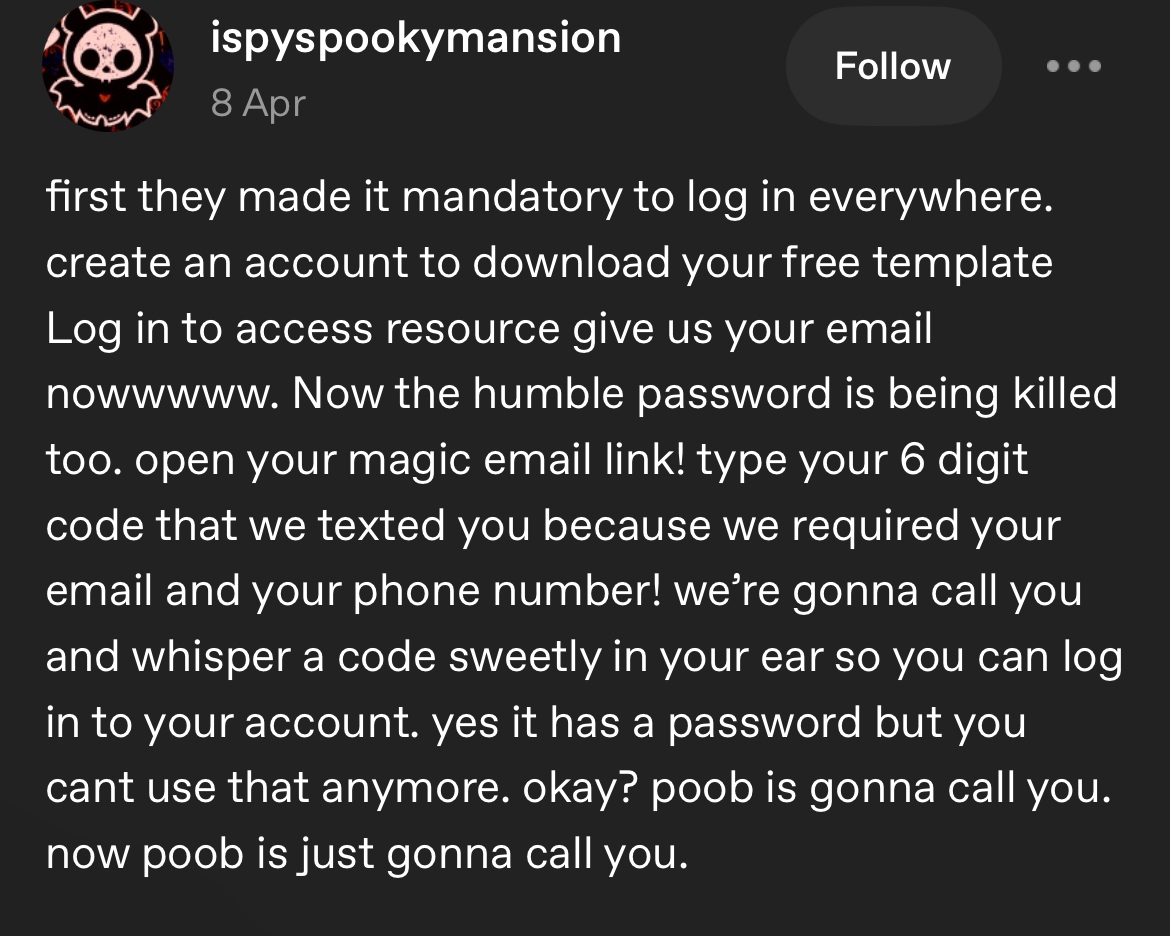 ispyspookymansion
Follow
8 Apr
first they made it mandatory to log in everywhere.
create an account to download your free template
Log in to access resource give us your email
nowwwww. Now the humble password is being killed
too. open your magic email link! type your 6 digit
code that we texted you because we required your
email and your phone number! we’re gonna call you
and whisper a code sweetly in your ear so you can log
in to your account. yes it has a password but you
cant use that anymore. okay? poob is gonna call you.
now poob is just gonna call you.